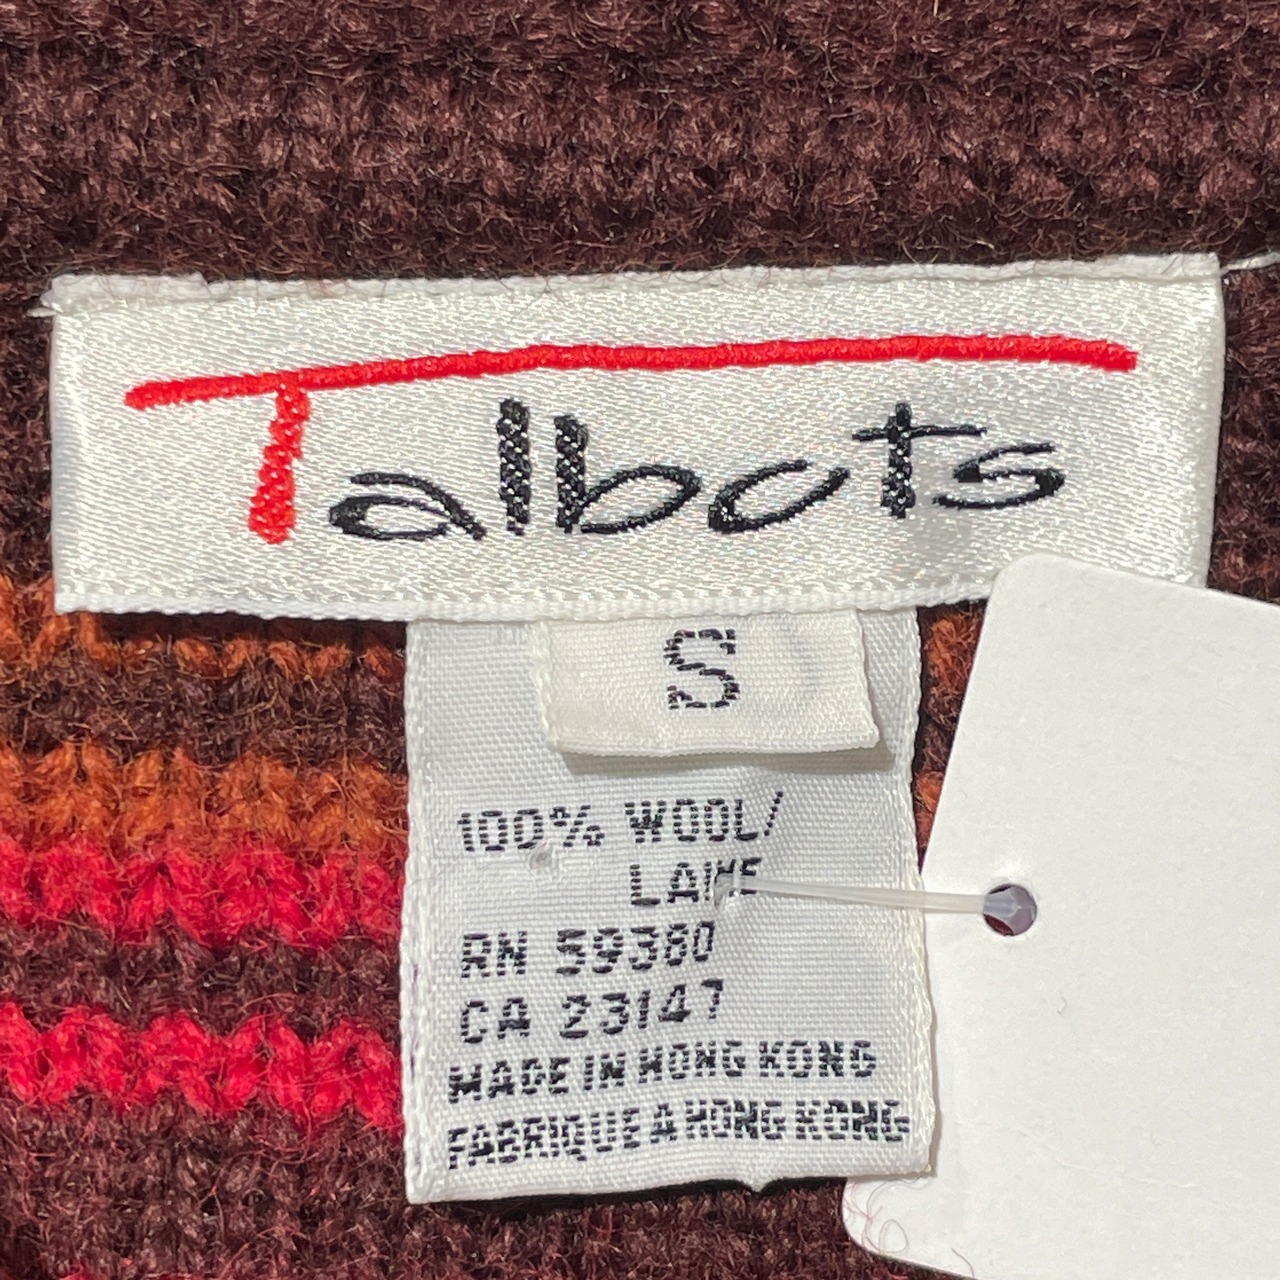 Talbots
S
100% WOOL/
LAINE
RN 59380
CA 23147
MADE IN HONG KONG
FABRIQUE A HONG KONG